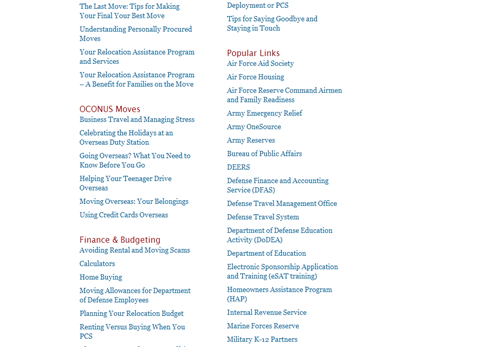 The Last Move: Tips for Making
Your Final Your Best Move
Understanding Personally Procured
Moves
Your Relocation Assistance Program
and Services
Your Relocation Assistance Program
– A Benefit for Families on the Move
OCONUS Moves
Business Travel and Managing Stress
Celebrating the Holidays at an
Overseas Duty Station
Going Overseas? What You Need to
Know Before You Go
Helping Your Teenager Drive
Overseas
Moving Overseas: Your Belongings
Using Credit Cards Overseas
Finance & Budgeting
Avoiding Rental and Moving Scams
Calculators
Home Buying
Moving Allowances for Department
of Defense Employees
Planning Your Relocation Budget
Renting Versus Buying When You
PCS
Deployment or PCS
Tips for Saying Goodbye and
Staying in Touch
Popular Links
Air Force Aid Society
Air Force Housing
Air Force Reserve Command Airmen
and Family Readiness
Army Emergency Relief
Army OneSource
Army Reserves
Bureau of Public Affairs
DEERS
Defense Finance and Accounting
Service (DFAS)
Defense Travel Management Office
Defense Travel System
Department of Defense Education
Activity (DoDEA)
Department of Education
Electronic Sponsorship Application
and Training (eSAT training)
Homeowners Assistance Program
(HAP)
Internal Revenue Service
Marine Forces Reserve
Military K-12 Partners